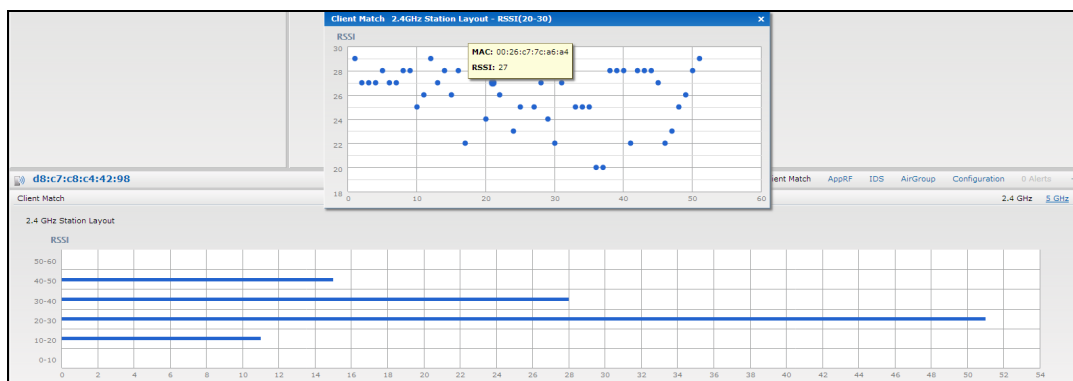 Client Match 2.4GHz Station Layout - RSSI(20-30) ×
RSSI
30
28
26
24
22
20
18
0 10 20 30 40 50 60
MAC: 00:26:c7:7c:a6:a4
RSSI: 27
d8:c7:c8:c4:42:98
ient Match AppRF IDS AirGroup Configuration 0 Alerts
Client Match 2.4 GHz 5 GHz
2.4 GHz Station Layout
RSSI
50-60
40-50
30-40
20-30
10-20
0-10
0 2 4 6 8 10 12 14 16 18 20 22 24 26 28 30 32 34 36 38 40 42 44 46 48 50 52 54